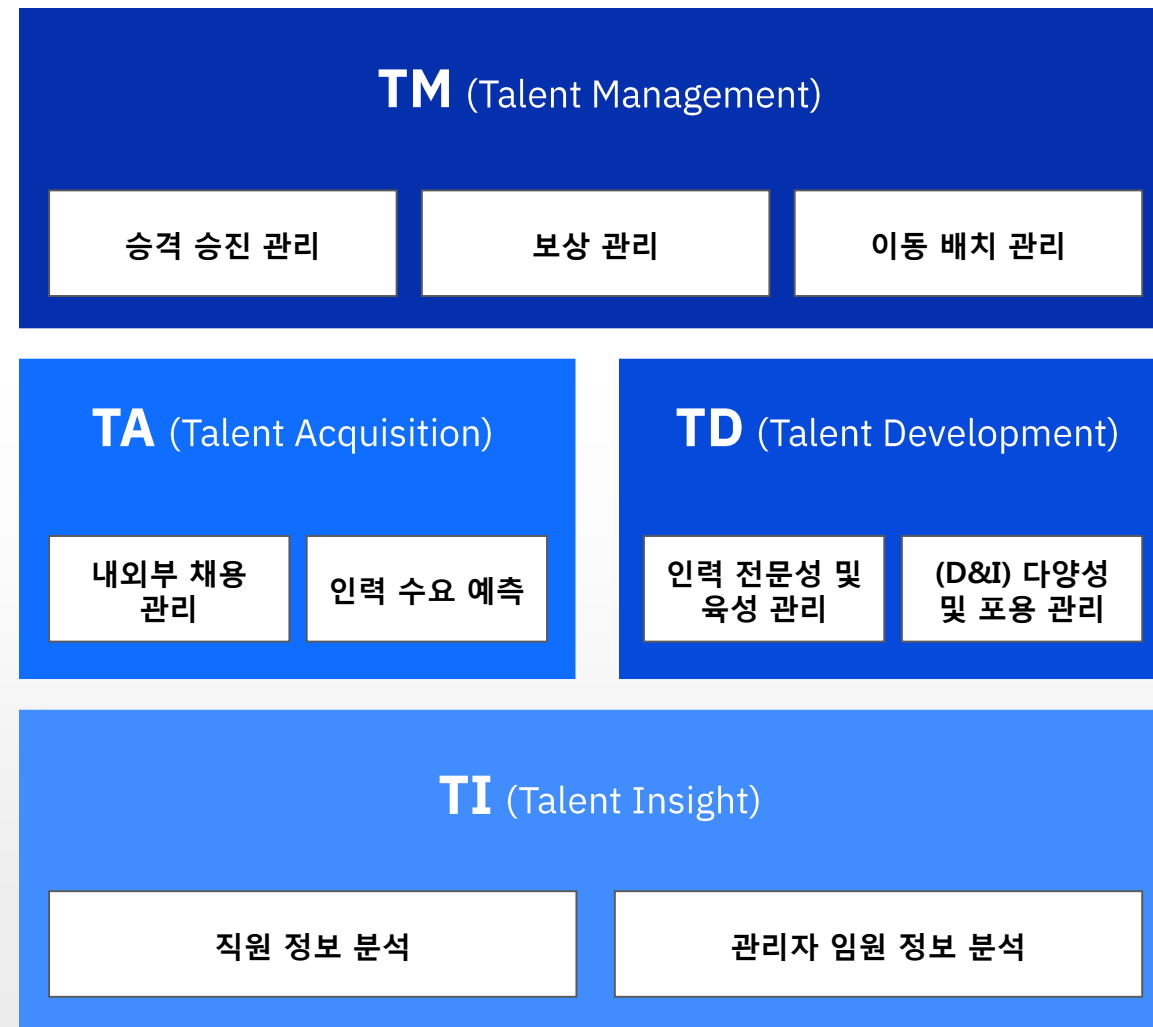 TM (Talent Management)
승격 승진 관리
보상 관리
이동 배치 관리
TA (Talent Acquisition)
내외부 채용
관리
인력 수요 예측
TD (Talent Development)
인력 전문성 및
육성 관리
(D&I) 다양성
및 포용 관리
TI (Talent Insight)
직원 정보 분석
관리자 임원 정보 분석